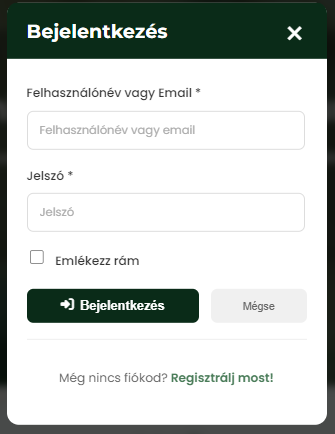 Bejelentkezés
Felhasználónév vagy Email *
Felhasználónév vagy email
Jelszó *
Jelszó
Emlékezz rám
Bejelentkezés
Mégse
Még nincs fiókod? Regisztrálj most!